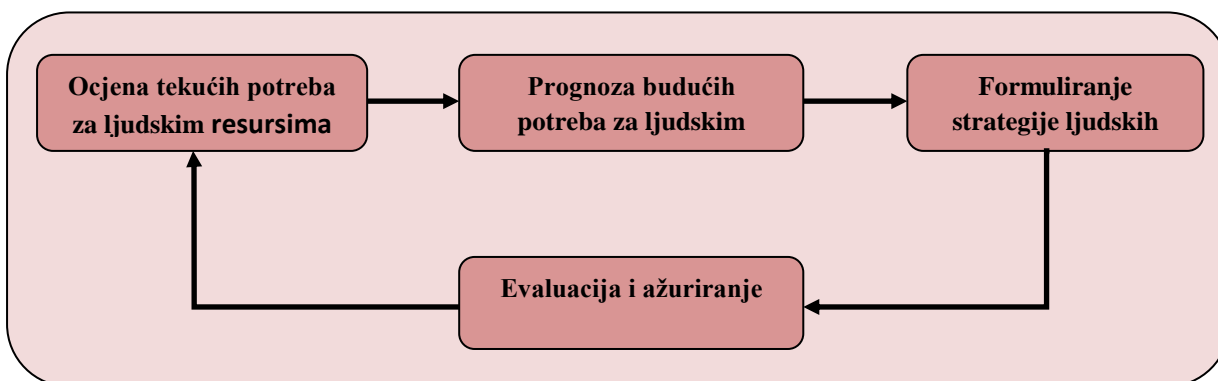 Ocjena tekućih potreba
za ljudskim resursima
Prognoza budućih
potreba za ljudskim
Formuliranje
strategije ljudskih
Evaluacija i ažuriranje